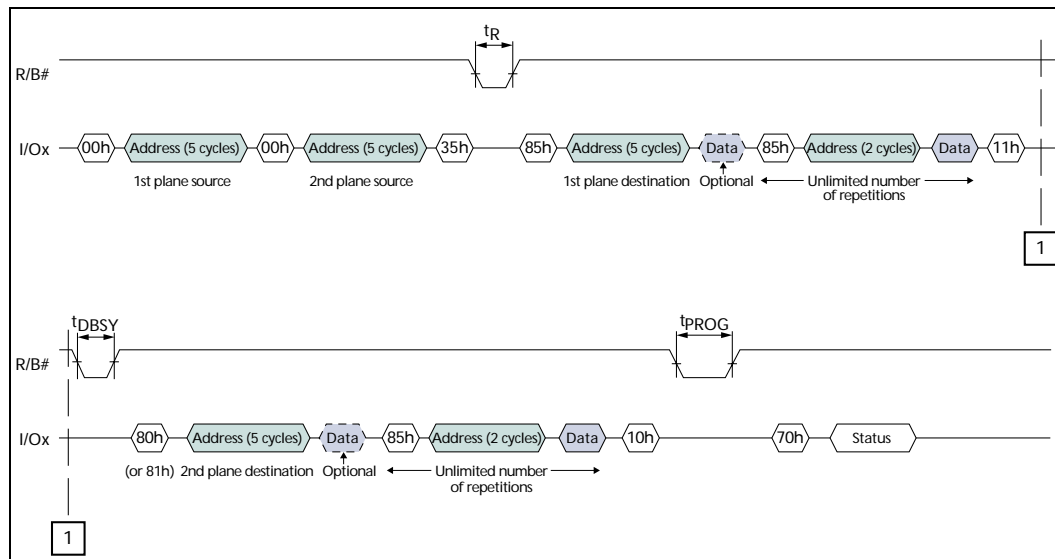 tR
R/B#
I/Ox 00h Address (5 cycles) 00h Address (5 cycles) 35h 85h Address (5 cycles) Data 85h Address (2 cycles) Data 11h
1st plane source 2nd plane source 1st plane destination Optional Unlimited number
of repetitions
1
tDBSY tPROG
R/B#
I/Ox 80h Address (5 cycles) Data 85h Address (2 cycles) Data 10h 70h Status
(or 81h) 2nd plane destination Optional Unlimited number
of repetitions
1